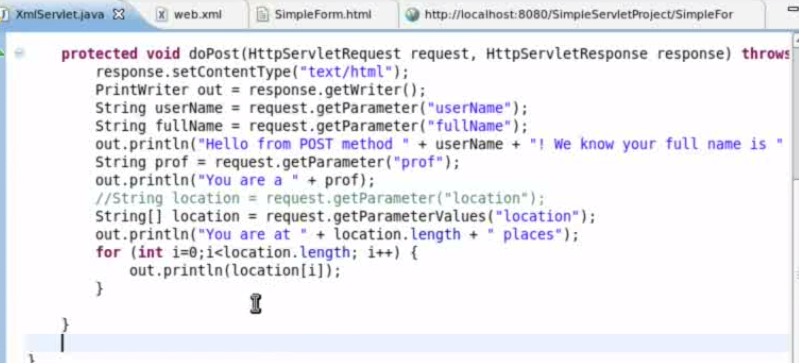 XmlServlet.java web.xml SimpleForm.html http://localhost:8080/SimpleServletProject/SimpleFor
protected void doPost(HttpServletRequest request, HttpServletResponse response) throws
response.setContentType("text/html");
PrintWriter out = response.getWriter();
String userName = request.getParameter("userName");
String fullName = request.getParameter("fullName");
out.println("Hello from POST method " + userName + "! We know your full name is "
String prof = request.getParameter("prof");
out.println("You are a " + prof);
//String location = request.getParameter("location");
String[] location = request.getParameterValues("location");
out.println("You are at " + location.length + " places");
for (int i=0;i<location.length; i++) {
out.println(location[i]);
}
}
}